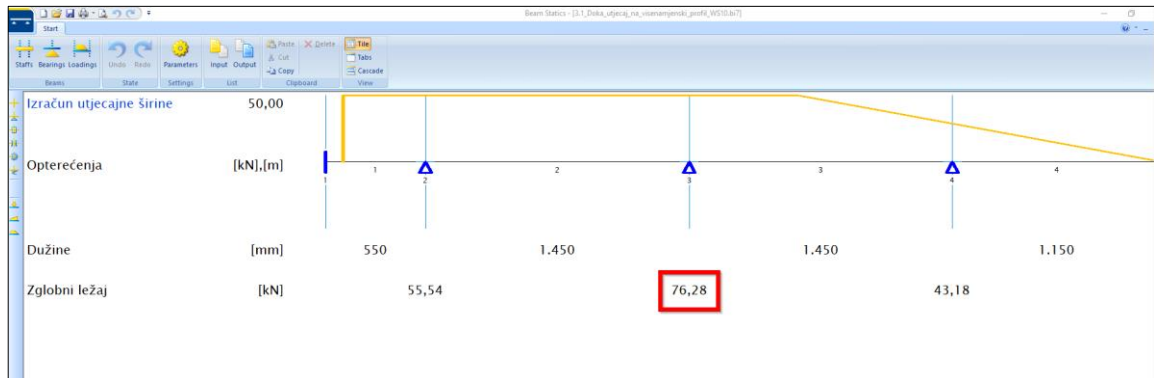 Beam Statics - [3.1_Doka_utjecaj_na_visenamjenski_profil_WS10.bi7]
Start
Staffs Bearings Loadings Undo Redo Parameters Input Output Paste Delete Tile
Cut Tabs
Copy Cascade
Beams State Settings List Clipboard View
Izračun utjecajne širine 50,00
Opterećenja [kN],[m] 1 2 3 4
1 2 3 4
Dužine [mm] 550 1.450 1.450 1.150
Zglobni ležaj [kN] 55,54 76,28 43,18